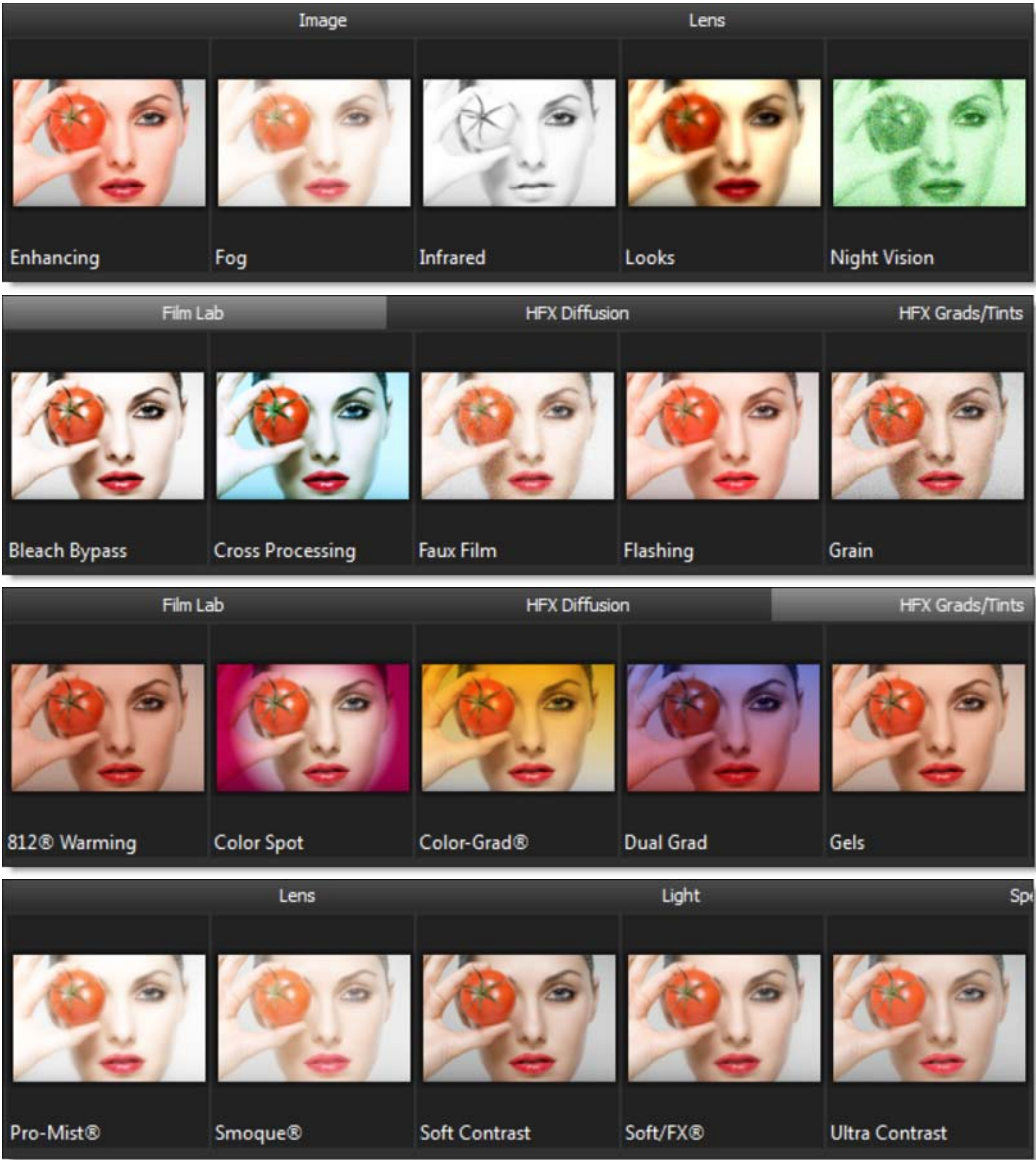 Image Lens
Enhancing Fog Infrared Looks Night Vision
Film Lab HFX Diffusion HFX Grads/Tints
Bleach Bypass Cross Processing Faux Film Flashing Grain
Film Lab HFX Diffusion HFX Grads/Tints
812® Warming Color Spot Color-Grad® Dual Grad Gels
Lens Light Spe
Pro-Mist® Smoque® Soft Contrast Soft/FX® Ultra Contrast